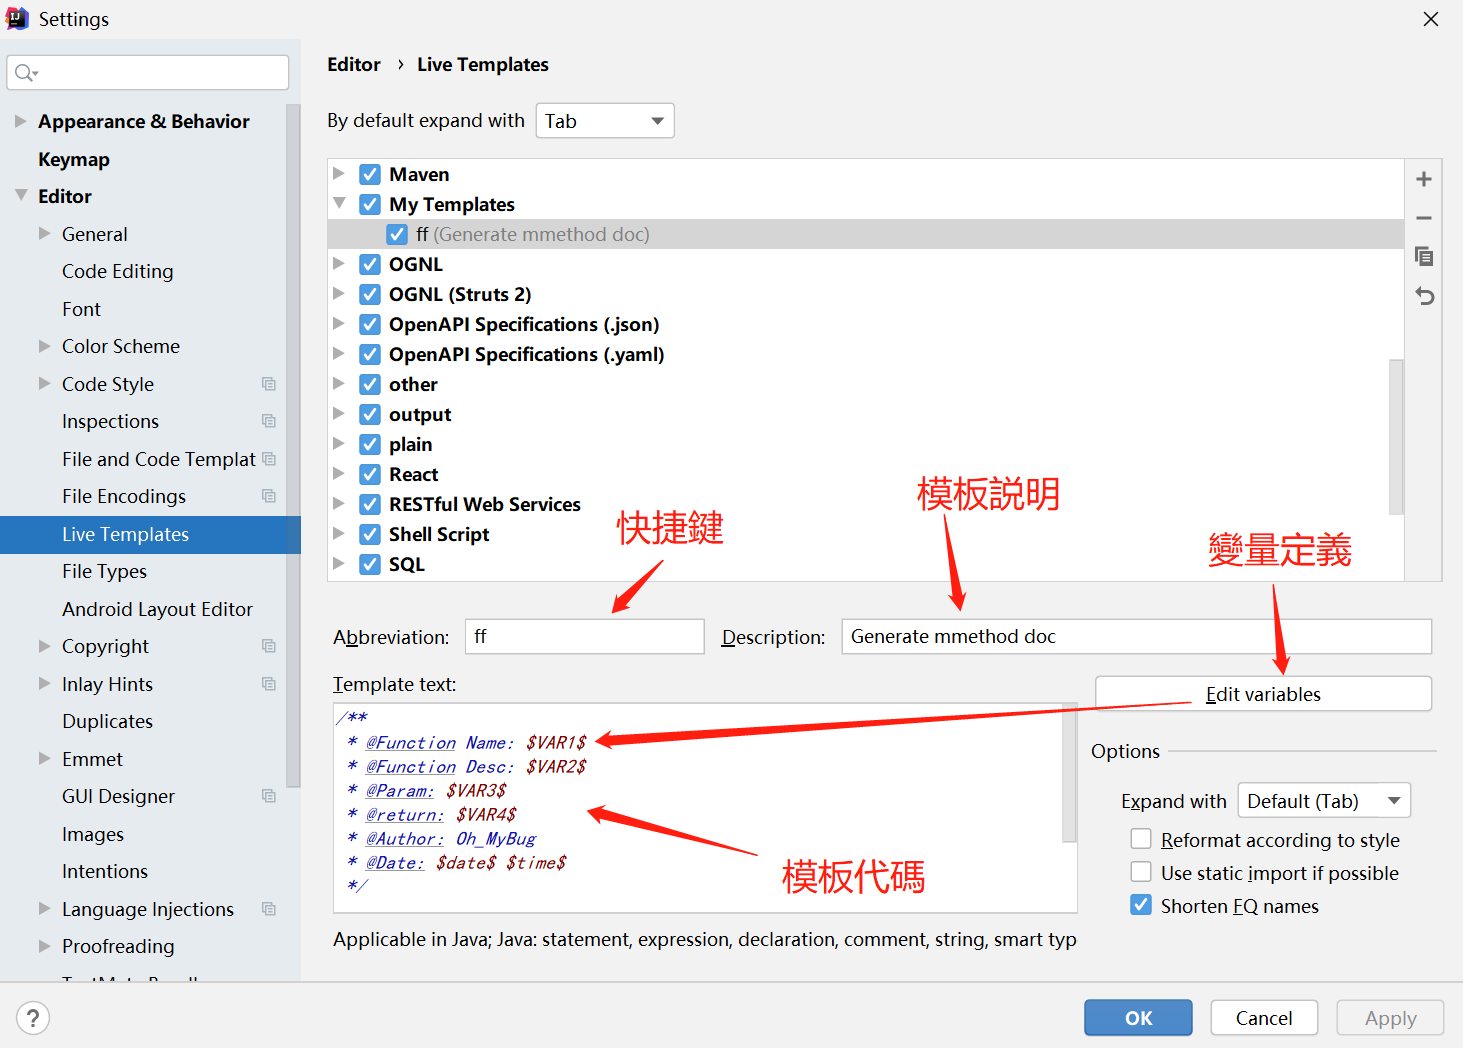 Settings
Appearance & Behavior
Keymap
Editor
General
Code Editing
Font
Color Scheme
Code Style
Inspections
File and Code Templat
File Encodings
Live Templates
File Types
Android Layout Editor
Copyright
Inlay Hints
Duplicates
Emmet
GUI Designer
Images
Intentions
Language Injections
Proofreading
Editor › Live Templates
By default expand with Tab
Maven
My Templates
ff (Generate mmethod doc)
OGNL
OGNL (Struts 2)
OpenAPI Specifications (.json)
OpenAPI Specifications (.yaml)
other
output
plain
React
RESTful Web Services
Shell Script
SQL
快捷鍵
模板説明
變量定義
Abbreviation: ff
Description: Generate mmethod doc
Template text:
Edit variables
/**
* @Function Name: $VAR1$
* @Function Desc: $VAR2$
* @Param: $VAR3$
* @return: $VAR4$
* @Author: Oh_MyBug
* @Date: $date$ $time$
*/
模板代碼
Options
Expand with Default (Tab)
Reformat according to style
Use static import if possible
Shorten FQ names
Applicable in Java; Java: statement, expression, declaration, comment, string, smart typ
?
OK
Cancel
Apply